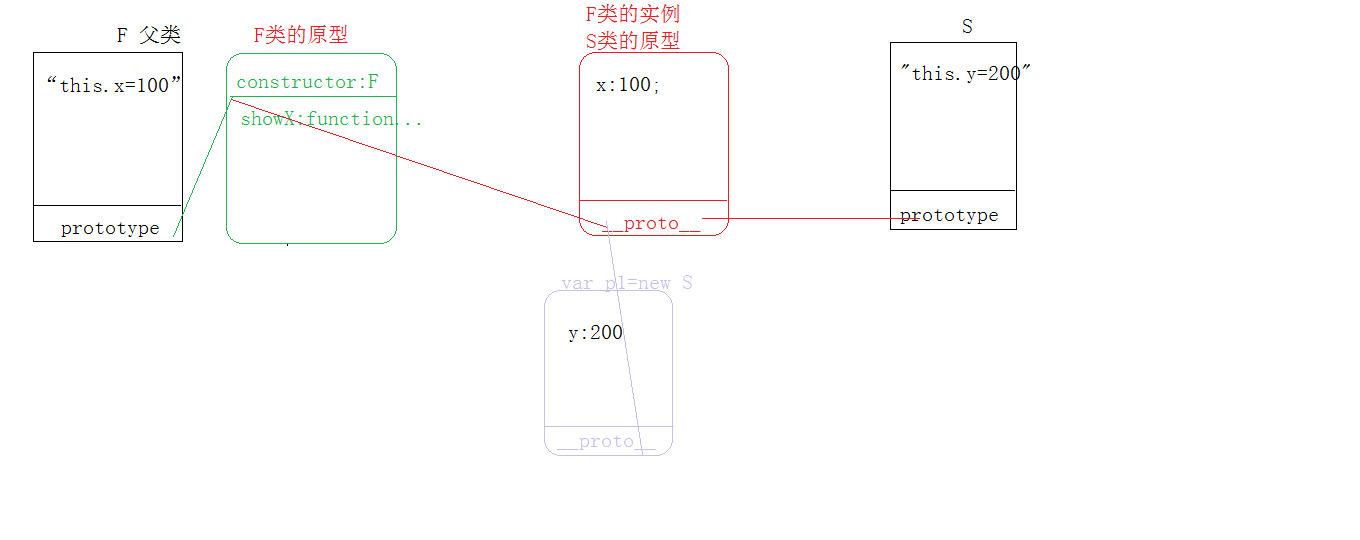 F 父类
“this.x=100”
prototype
F类的原型
constructor:F
showX:function...
F类的实例
S类的原型
x:100;
__proto__
S
"this.y=200"
prototype
var p1=new S
y:200
__proto__